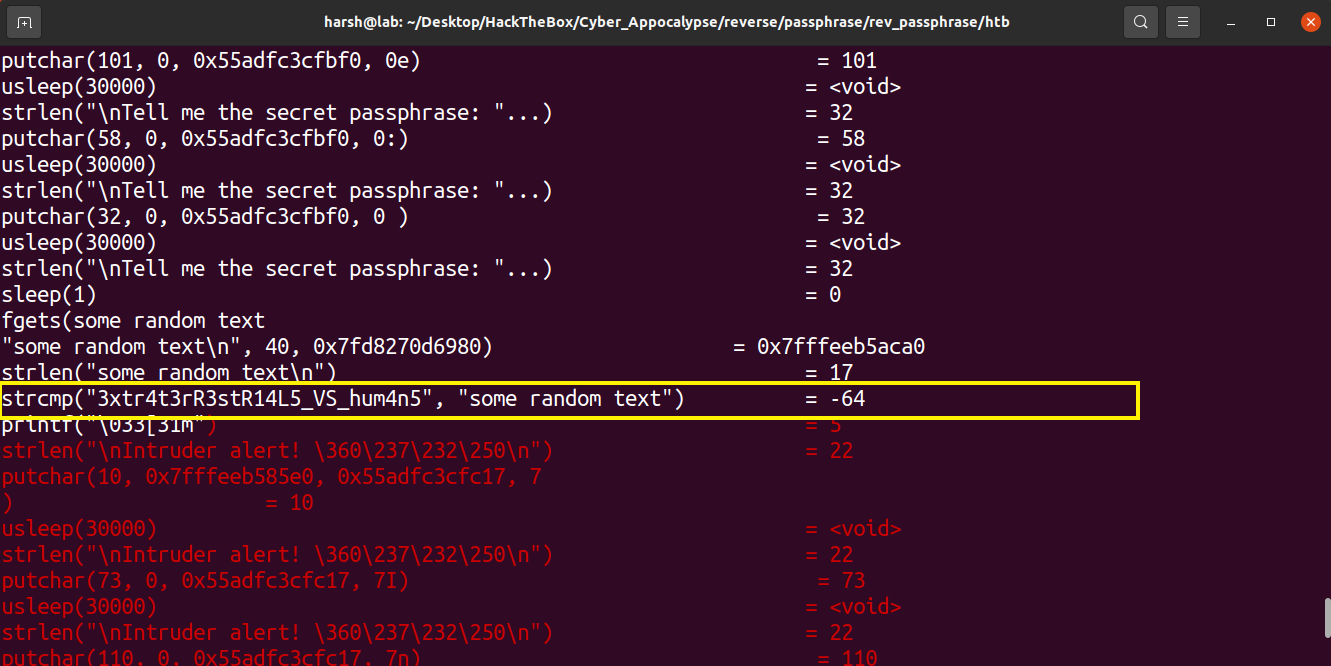 harsh@lab: ~/Desktop/HackTheBox/Cyber_Appocalypse/reverse/passphrase/rev_passphrase/htb
putchar(101, 0, 0x55adfc3cfbf0, 0e) = 101
usleep(30000) = <void>
strlen("\nTell me the secret passphrase: "...) = 32
putchar(58, 0, 0x55adfc3cfbf0, 0:) = 58
usleep(30000) = <void>
strlen("\nTell me the secret passphrase: "...) = 32
putchar(32, 0, 0x55adfc3cfbf0, 0 ) = 32
usleep(30000) = <void>
strlen("\nTell me the secret passphrase: "...) = 32
sleep(1) = 0
fgets(some random text
"some random text\n", 40, 0x7fd8270d6980) = 0x7fffeeb5aca0
strlen("some random text\n") = 17
strcmp("3xtr4t3rR3stR14L5_VS_hum4n5", "some random text") = -64
printf("\033[31m") = 5
strlen("\nIntruder alert! \360\237\232\250\n") = 22
putchar(10, 0x7fffeeb585e0, 0x55adfc3cfc17, 7
) = 10
usleep(30000) = <void>
strlen("\nIntruder alert! \360\237\232\250\n") = 22
putchar(73, 0, 0x55adfc3cfc17, 7I) = 73
usleep(30000) = <void>
strlen("\nIntruder alert! \360\237\232\250\n") = 22
putchar(110, 0, 0x55adfc3cfc17, 7n) = 110